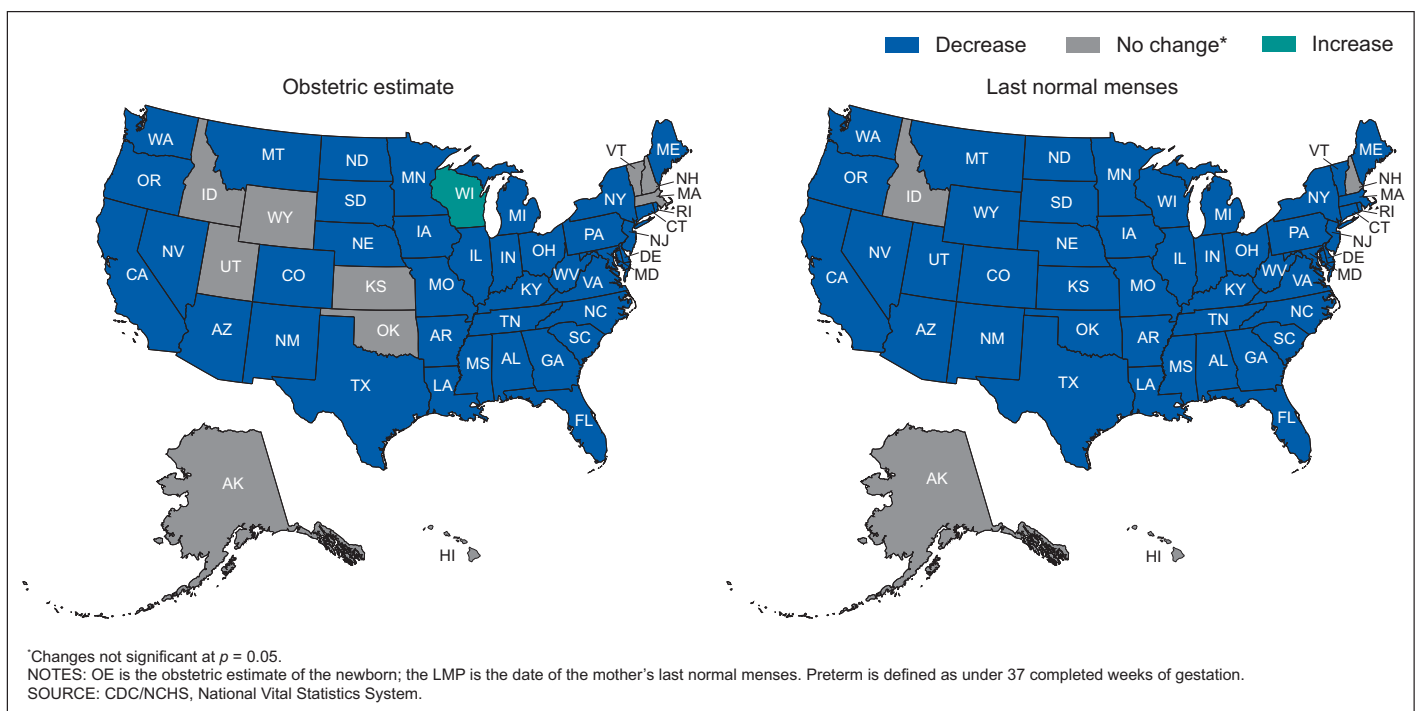 Decrease No change* Increase
Obstetric estimate
WA
MT
ND
MN
VT
ME
OR
ID
WY
SD
WI
MI
NY
NH
MA
RI
CT
NV
UT
NE
IA
PA
NJ
CA
CO
KS
IL
IN
OH
DE
MD
MO
WV
VA
KY
AZ
NM
OK
AR
TN
NC
SC
TX
LA
MS
AL
GA
FL
AK
HI
Last normal menses
WA
MT
ND
MN
VT
ME
OR
ID
WY
SD
WI
MI
NY
NH
MA
RI
CT
NV
UT
NE
IA
PA
NJ
CA
CO
KS
IL
IN
OH
DE
MD
MO
WV
VA
KY
AZ
NM
OK
AR
TN
NC
SC
TX
LA
MS
AL
GA
FL
AK
HI
*Changes not significant at p = 0.05.
NOTES: OE is the obstetric estimate of the newborn; the LMP is the date of the mother’s last normal menses. Preterm is defined as under 37 completed weeks of gestation.
SOURCE: CDC/NCHS, National Vital Statistics System.